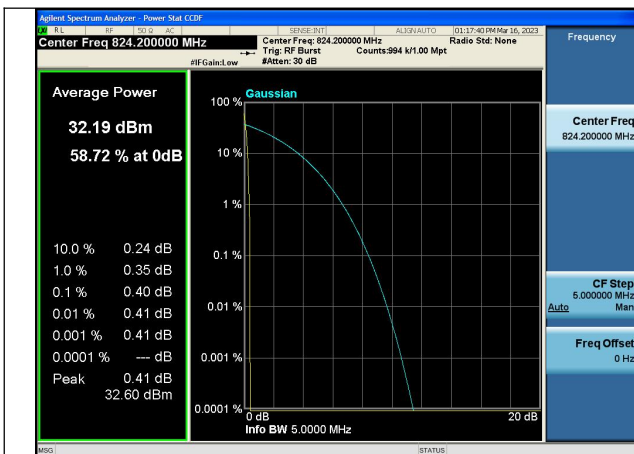 Agilent Spectrum Analyzer - Power Stat CCDF
LXI RL RF 50 Ω AC SENSE:INT ALIGN AUTO 01:17:40 PM Mar 16, 2023
Center Freq 824.200000 MHz
Center Freq: 824.200000 MHz Radio Std: None
Trig: RF Burst Counts:994 k/1.00 Mpt
#IFGain:Low #Atten: 30 dB
Frequency
Average Power
32.19 dBm
58.72 % at 0dB
10.0 % 0.24 dB
1.0 % 0.35 dB
0.1 % 0.40 dB
0.01 % 0.41 dB
0.001 % 0.41 dB
0.0001 % --- dB
Peak 0.41 dB
32.60 dBm
Gaussian
100 %
10 %
1 %
0.1 %
0.01 %
0.001 %
0.0001 %
0 dB 20 dB
Info BW 5.0000 MHz
Center Freq
824.200000 MHz
CF Step
5.000000 MHz
Auto Man
Freq Offset
0 Hz
MSG STATUS